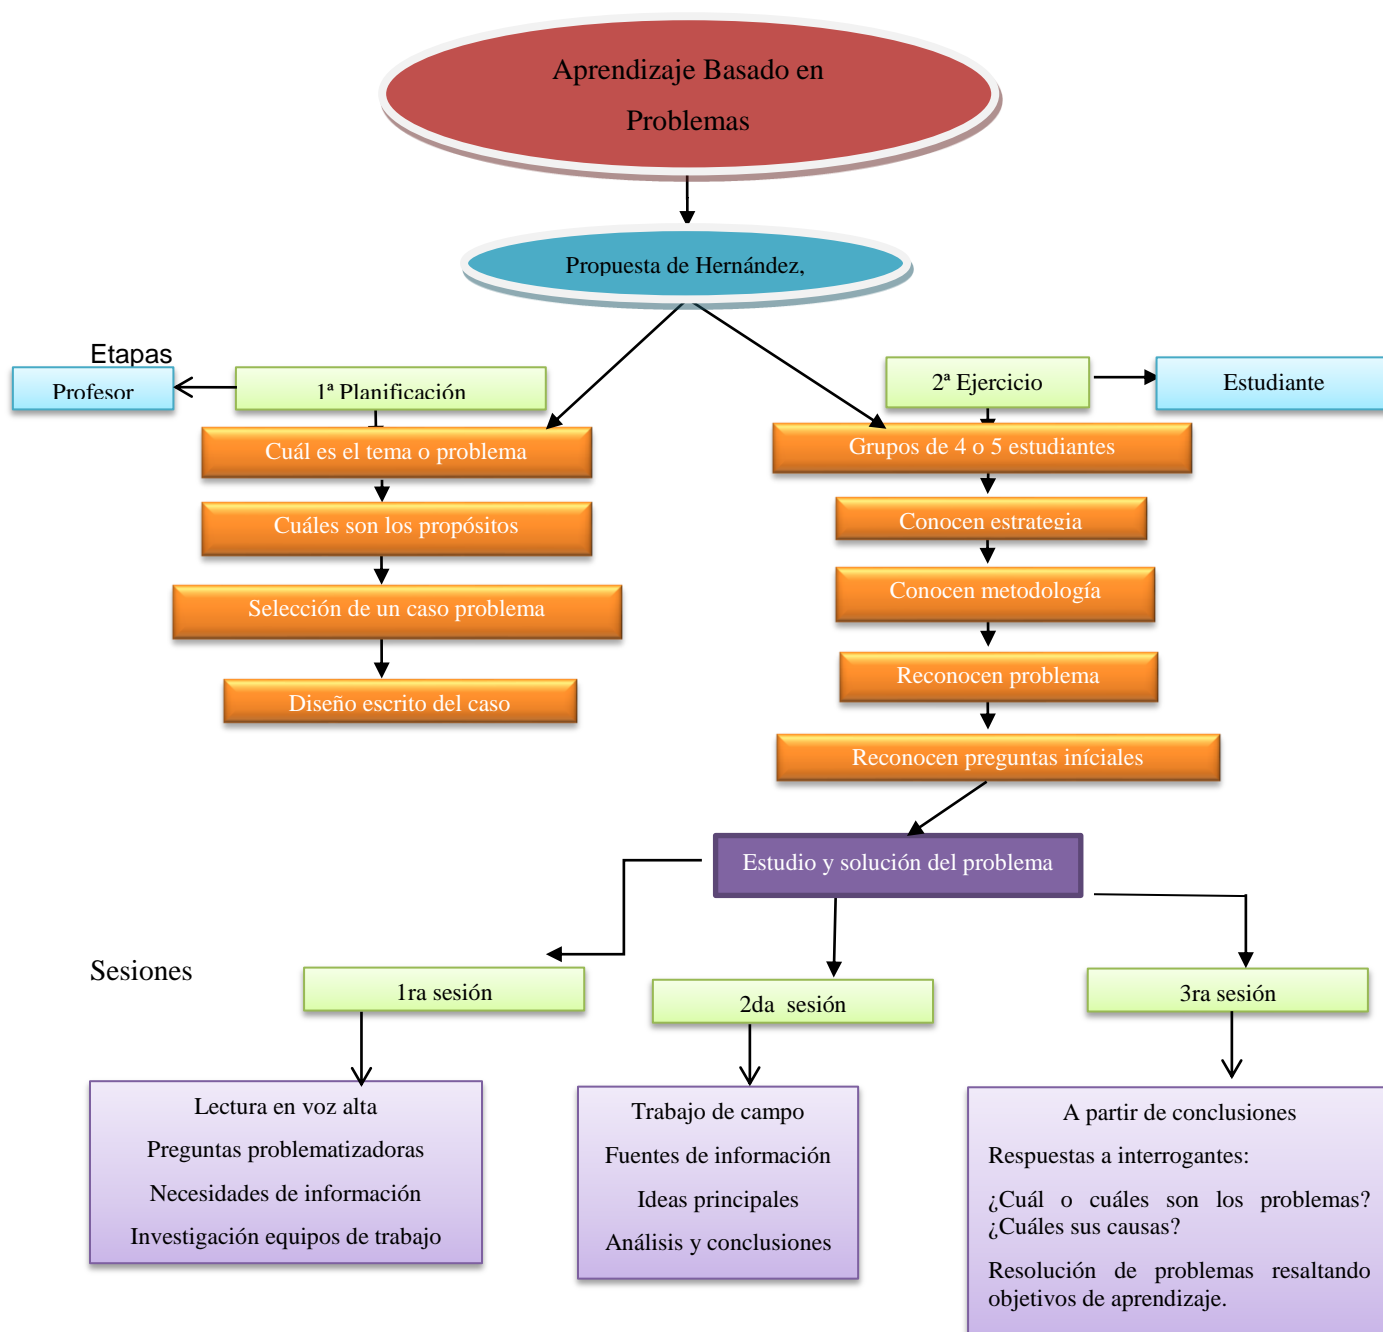 Aprendizaje Basado en
Problemas
Propuesta de Hernández,
Etapas
Profesor
1ª Planificación
2ª Ejercicio
Estudiante
Cuál es el tema o problema
Cuáles son los propósitos
Selección de un caso problema
Diseño escrito del caso
Grupos de 4 o 5 estudiantes
Conocen estrategia
Conocen metodología
Reconocen problema
Reconocen preguntas iníciales
Estudio y solución del problema
Sesiones
1ra sesión
2da sesión
3ra sesión
Lectura en voz alta
Preguntas problematizadoras
Necesidades de información
Investigación equipos de trabajo
Trabajo de campo
Fuentes de información
Ideas principales
Análisis y conclusiones
A partir de conclusiones
Respuestas a interrogantes:
¿Cuál o cuáles son los problemas?
¿Cuáles sus causas?
Resolución de problemas resaltando
objetivos de aprendizaje.